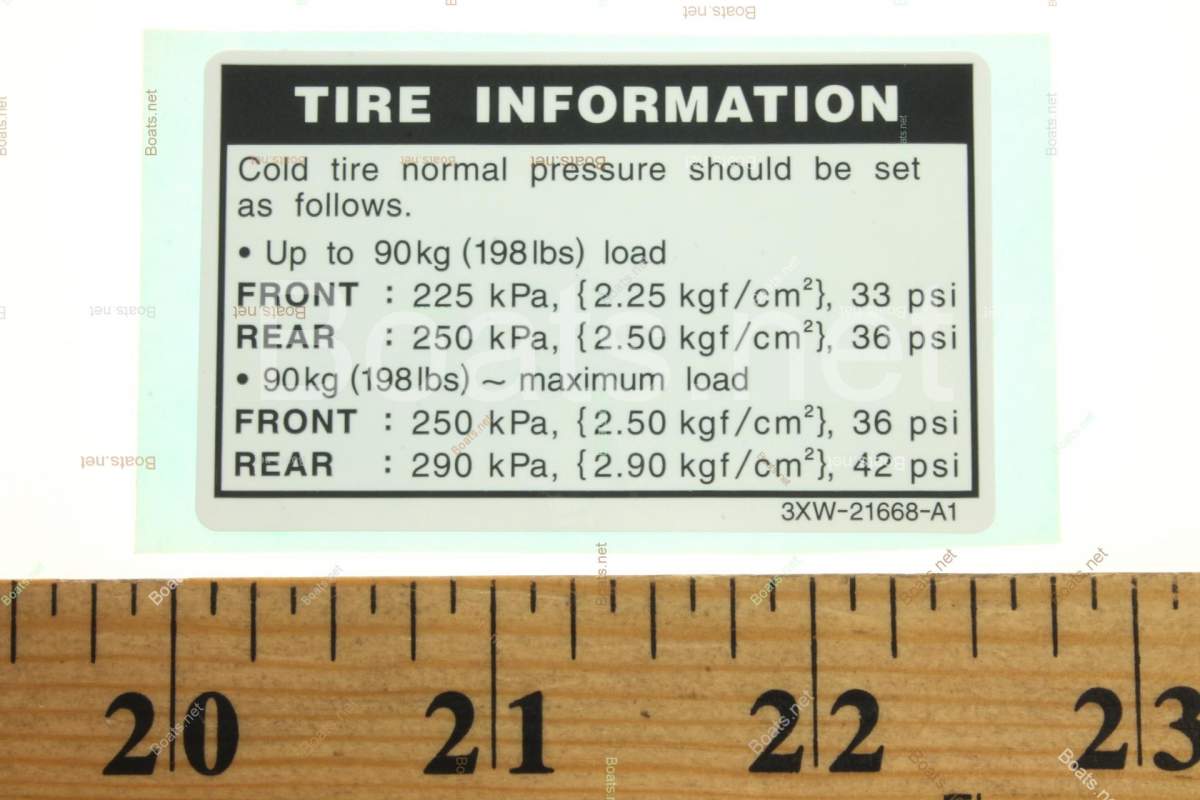 TIRE INFORMATION
Cold tire normal pressure should be set
as follows.
• Up to 90kg (198lbs) load
FRONT : 225 kPa, {2.25 kgf/cm²}, 33 psi
REAR : 250 kPa, {2.50 kgf/cm²}, 36 psi
• 90kg (198lbs) ~ maximum load
FRONT : 250 kPa, {2.50 kgf/cm²}, 36 psi
REAR : 290 kPa, {2.90 kgf/cm²}, 42 psi
3XW-21668-A1
20 21 22 23
Boats.net